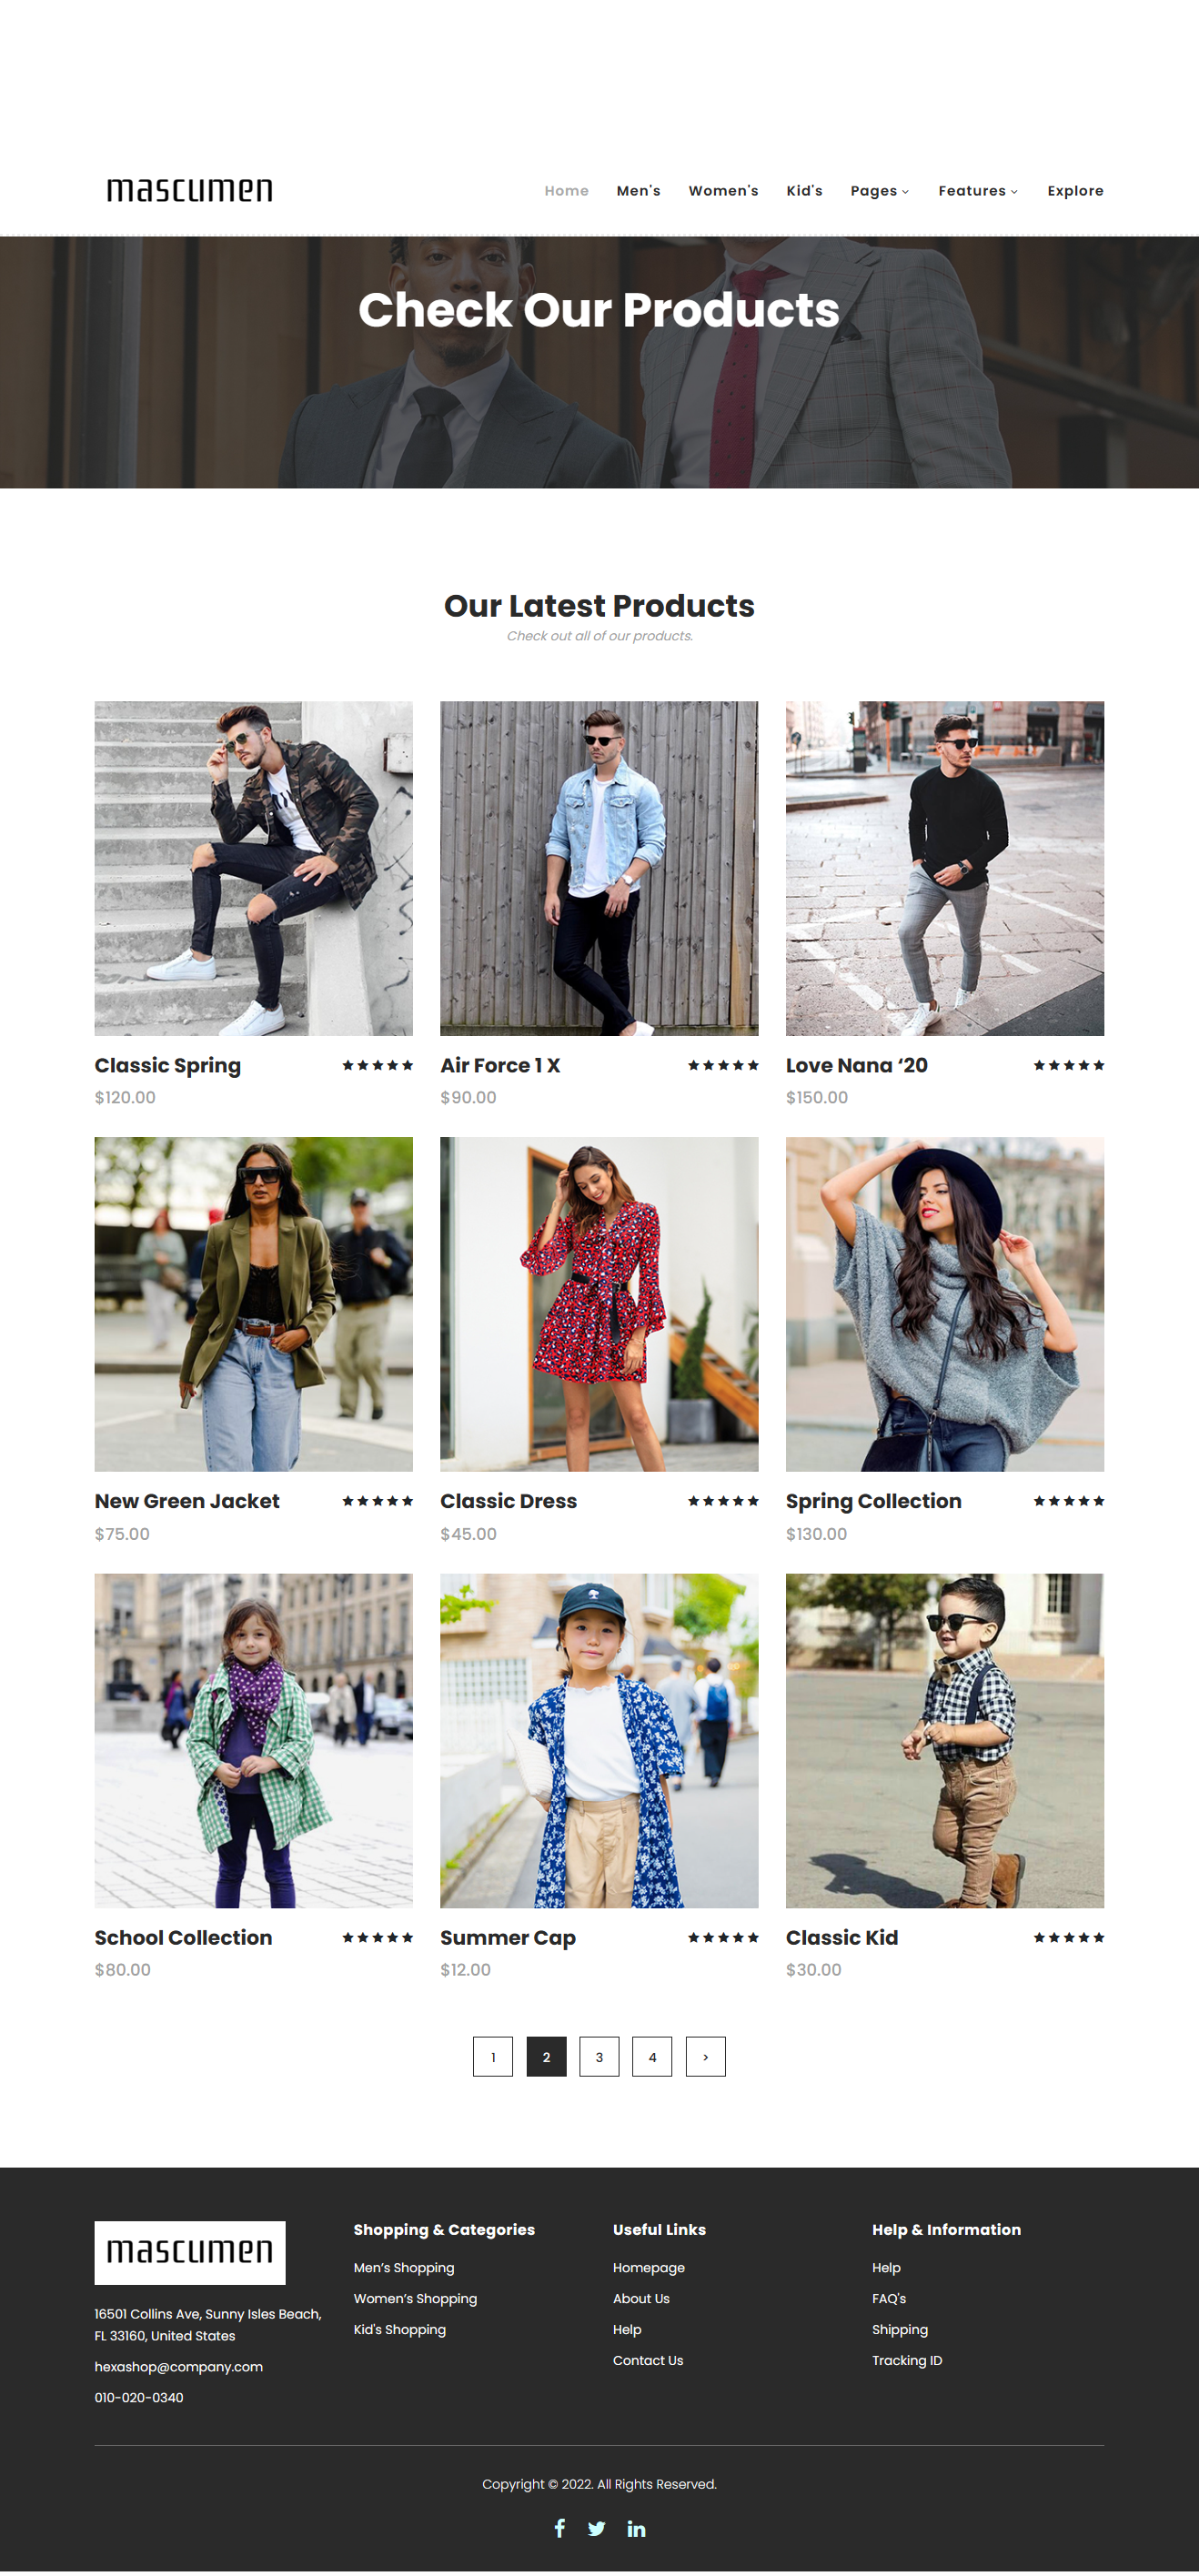 mascumen
Home Men's Women's Kid's Pages Features Explore
Check Our Products
Our Latest Products
Check out all of our products.
Classic Spring
$120.00
Air Force 1 X
$90.00
Love Nana ‘20
$150.00
New Green Jacket
$75.00
Classic Dress
$45.00
Spring Collection
$130.00
School Collection
$80.00
Summer Cap
$12.00
Classic Kid
$30.00
1 2 3 4 >
mascumen
16501 Collins Ave, Sunny Isles Beach,
FL 33160, United States
hexashop@company.com
010-020-0340
Shopping & Categories
Men’s Shopping
Women’s Shopping
Kid's Shopping
Useful Links
Homepage
About Us
Help
Contact Us
Help & Information
Help
FAQ's
Shipping
Tracking ID
Copyright © 2022. All Rights Reserved.